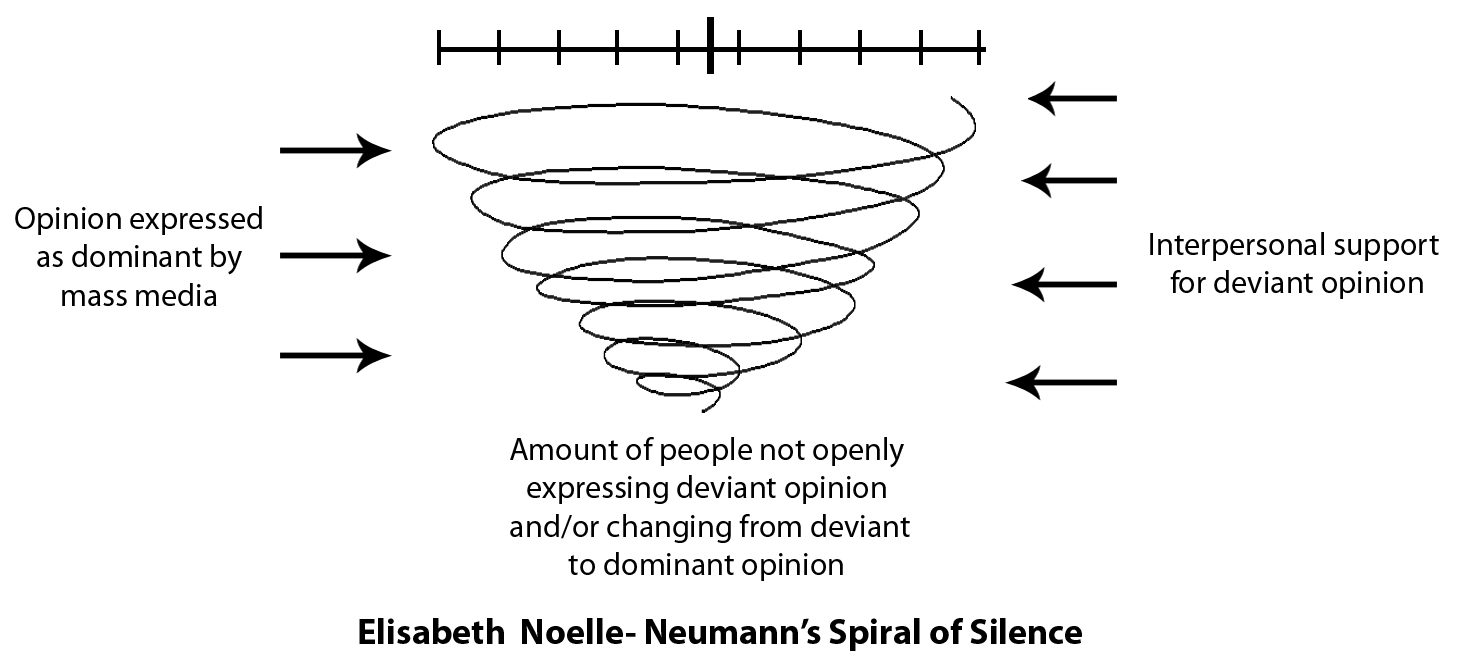 Opinion expressed
as dominant by
mass media
Interpersonal support
for deviant opinion
Amount of people not openly
expressing deviant opinion
and/or changing from deviant
to dominant opinion
Elisabeth  Noelle- Neumann’s Spiral of Silence